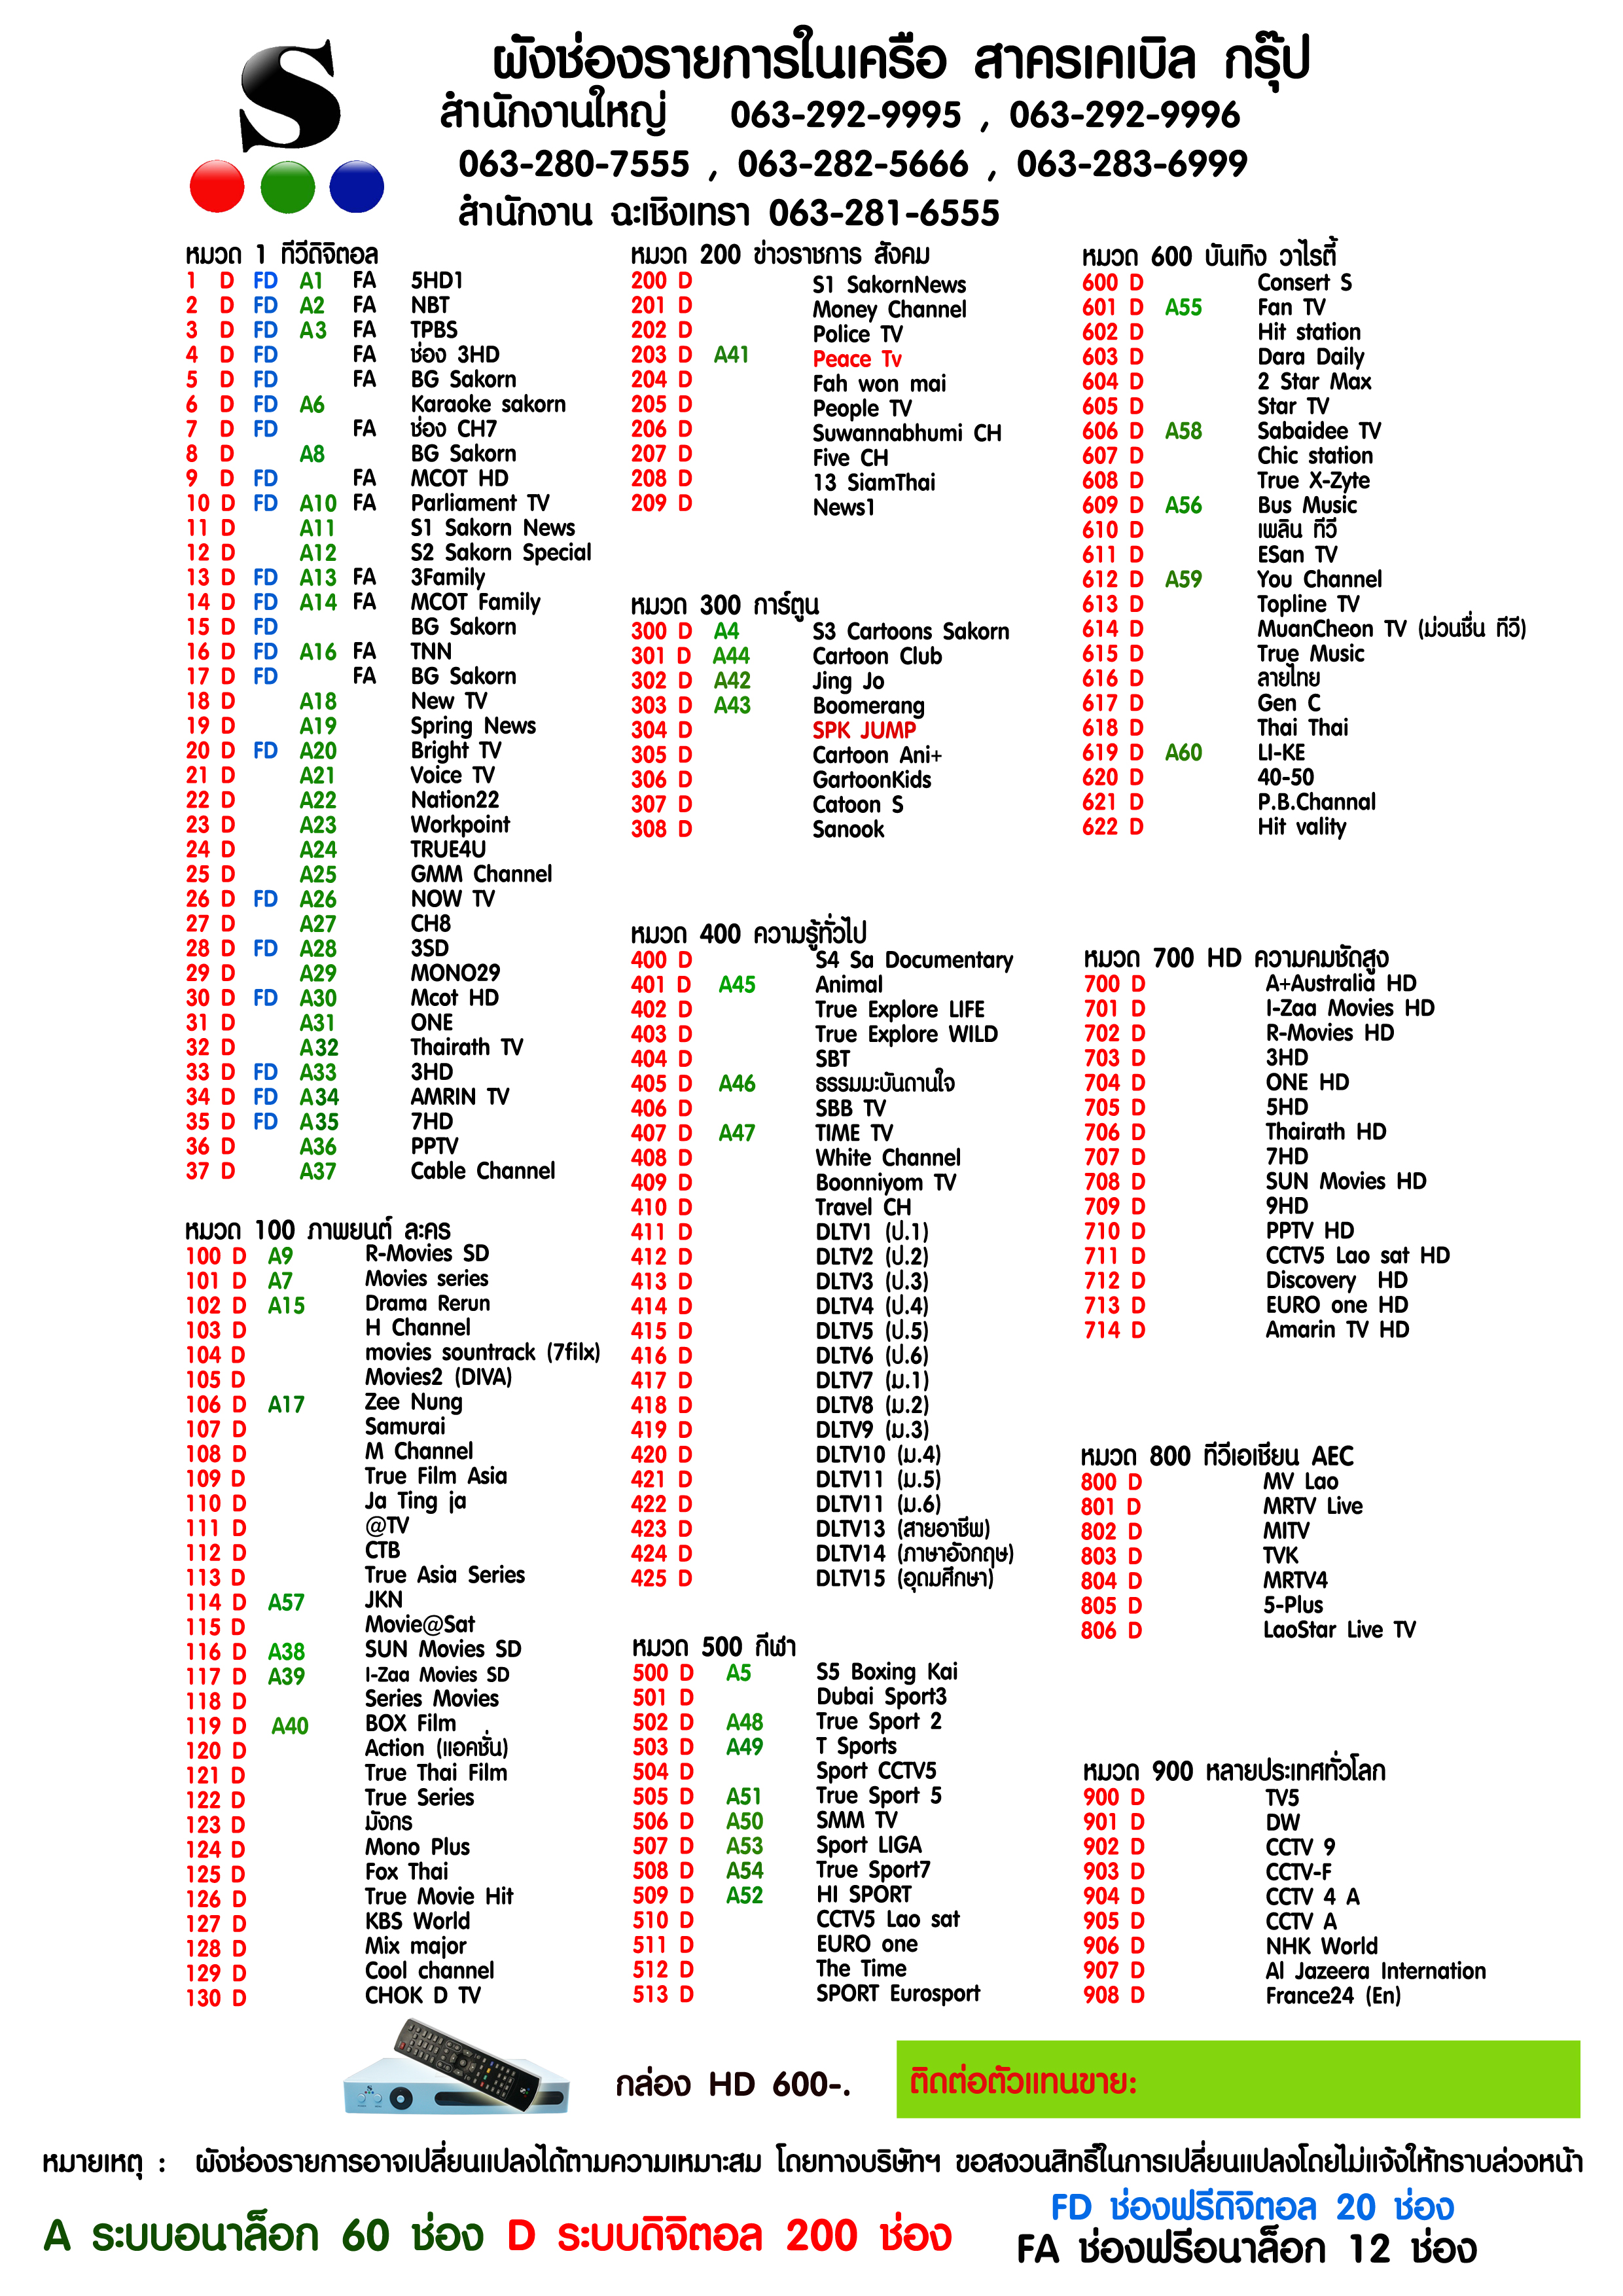 S
ผังช่องรายการในเครือ สาครเคเบิล กรุ๊ป
สำนักงานใหญ่ 063-292-9995 , 063-292-9996
063-280-7555 , 063-282-5666 , 063-283-6999
สำนักงาน ฉะเชิงเทรา 063-281-6555
หมวด 1 ทีวีดิจิตอล
1 D FD A1 FA 5HD1
2 D FD A2 FA NBT
3 D FD A3 FA TPBS
4 D FD FA ช่อง 3HD
5 D FD FA BG Sakorn
6 D FD A6 Karaoke sakorn
7 D FD FA ช่อง CH7
8 D A8 BG Sakorn
9 D FD FA MCOT HD
10 D FD A10 FA Parliament TV
11 D A11 S1 Sakorn News
12 D A12 S2 Sakorn Special
13 D FD A13 FA 3Family
14 D FD A14 FA MCOT Family
15 D FD BG Sakorn
16 D FD A16 FA TNN
17 D FD FA BG Sakorn
18 D A18 New TV
19 D A19 Spring News
20 D FD A20 Bright TV
21 D A21 Voice TV
22 D A22 Nation22
23 D A23 Workpoint
24 D A24 TRUE4U
25 D A25 GMM Channel
26 D FD A26 NOW TV
27 D A27 CH8
28 D FD A28 3SD
29 D A29 MONO29
30 D FD A30 Mcot HD
31 D A31 ONE
32 D A32 Thairath TV
33 D FD A33 3HD
34 D FD A34 AMRIN TV
35 D FD A35 7HD
36 D A36 PPTV
37 D A37 Cable Channel
หมวด 100 ภาพยนต์ ละคร
100 D A9 R-Movies SD
101 D A7 Movies series
102 D A15 Drama Rerun
103 D H Channel
104 D movies sountrack (7filx)
105 D Movies2 (DIVA)
106 D A17 Zee Nung
107 D Samurai
108 D M Channel
109 D True Film Asia
110 D Ja Ting ja
111 D @TV
112 D CTB
113 D True Asia Series
114 D A57 JKN
115 D Movie@Sat
116 D A38 SUN Movies SD
117 D A39 I-Zaa Movies SD
118 D Series Movies
119 D A40 BOX Film
120 D Action (แอคชั่น)
121 D True Thai Film
122 D True Series
123 D มังกร
124 D Mono Plus
125 D Fox Thai
126 D True Movie Hit
127 D KBS World
128 D Mix major
129 D Cool channel
130 D CHOK D TV
หมวด 200 ข่าวราชการ สังคม
200 D S1 SakornNews
201 D Money Channel
202 D Police TV
203 D A41 Peace Tv
204 D Fah won mai
205 D People TV
206 D Suwannabhumi CH
207 D Five CH
208 D 13 SiamThai
209 D News1
หมวด 300 การ์ตูน
300 D A4 S3 Cartoons Sakorn
301 D A44 Cartoon Club
302 D A42 Jing Jo
303 D A43 Boomerang
304 D SPK JUMP
305 D Cartoon Ani+
306 D GartoonKids
307 D Catoon S
308 D Sanook
หมวด 400 ความรู้ทั่วไป
400 D S4 Sa Documentary
401 D A45 Animal
402 D True Explore LIFE
403 D True Explore WILD
404 D SBT
405 D A46 ธรรมมะบันดานใจ
406 D SBB TV
407 D A47 TIME TV
408 D White Channel
409 D Boonniyom TV
410 D Travel CH
411 D DLTV1 (ป.1)
412 D DLTV2 (ป.2)
413 D DLTV3 (ป.3)
414 D DLTV4 (ป.4)
415 D DLTV5 (ป.5)
416 D DLTV6 (ป.6)
417 D DLTV7 (ม.1)
418 D DLTV8 (ม.2)
419 D DLTV9 (ม.3)
420 D DLTV10 (ม.4)
421 D DLTV11 (ม.5)
422 D DLTV11 (ม.6)
423 D DLTV13 (สายอาชีพ)
424 D DLTV14 (ภาษาอังกฤษ)
425 D DLTV15 (อุดมศึกษา)
หมวด 500 กีฬา
500 D A5 S5 Boxing Kai
501 D Dubai Sport3
502 D A48 True Sport 2
503 D A49 T Sports
504 D Sport CCTV5
505 D A51 True Sport 5
506 D A50 SMM TV
507 D A53 Sport LIGA
508 D A54 True Sport7
509 D A52 HI SPORT
510 D CCTV5 Lao sat
511 D EURO one
512 D The Time
513 D SPORT Eurosport
หมวด 600 บันเทิง วาไรตี้
600 D Consert S
601 D A55 Fan TV
602 D Hit station
603 D Dara Daily
604 D 2 Star Max
605 D Star TV
606 D A58 Sabaidee TV
607 D Chic station
608 D True X-Zyte
609 D A56 Bus Music
610 D เพลิน ทีวี
611 D ESan TV
612 D A59 You Channel
613 D Topline TV
614 D MuanCheon TV (ม่วนชื่น ทีวี)
615 D True Music
616 D ลายไทย
617 D Gen C
618 D Thai Thai
619 D A60 LI-KE
620 D 40-50
621 D P.B.Channal
622 D Hit vality
หมวด 700 HD ความคมชัดสูง
700 D A+Australia HD
701 D I-Zaa Movies HD
702 D R-Movies HD
703 D 3HD
704 D ONE HD
705 D 5HD
706 D Thairath HD
707 D 7HD
708 D SUN Movies HD
709 D 9HD
710 D PPTV HD
711 D CCTV5 Lao sat HD
712 D Discovery HD
713 D EURO one HD
714 D Amarin TV HD
หมวด 800 ทีวีเอเชียน AEC
800 D MV Lao
801 D MRTV Live
802 D MITV
803 D TVK
804 D MRTV4
805 D 5-Plus
806 D LaoStar Live TV
หมวด 900 หลายประเทศทั่วโลก
900 D TV5
901 D DW
902 D CCTV 9
903 D CCTV-F
904 D CCTV 4 A
905 D CCTV A
906 D NHK World
907 D Al Jazeera Internation
908 D France24 (En)
กล่อง HD 600-.
ติดต่อตัวแทนขาย:
หมายเหตุ : ผังช่องรายการอาจเปลี่ยนแปลงได้ตามความเหมาะสม โดยทางบริษัทฯ ขอสงวนสิทธิ์ในการเปลี่ยนแปลงโดยไม่แจ้งให้ทราบล่วงหน้า
A ระบบอนาล็อก 60 ช่อง D ระบบดิจิตอล 200 ช่อง
FD ช่องฟรีดิจิตอล 20 ช่อง
FA ช่องฟรีอนาล็อก 12 ช่อง